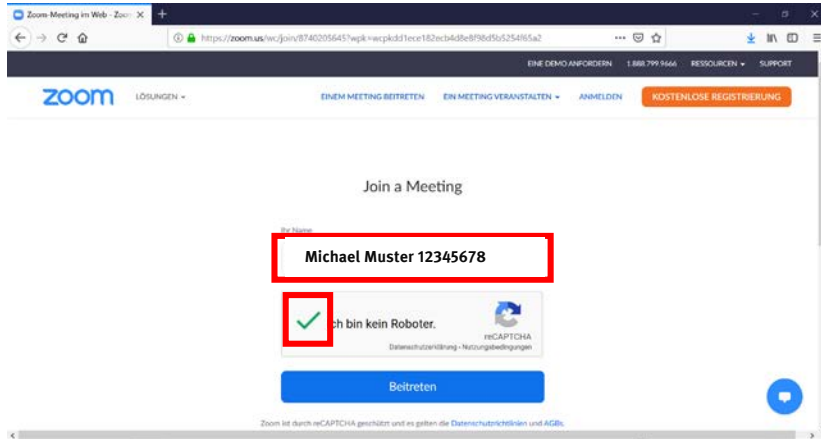 Zoom-Meeting im Web - Zoom
https://zoom.us/wc/join/8740205645?wpk=wcpkdd1ece182ecb4d8e8f98d5b5254f65a2
EINE DEMO ANFORDERN 1.888.799.9666 RESSOURCEN SUPPORT
zoom LÖSUNGEN EINEM MEETING BEITRETEN EIN MEETING VERANSTALTEN ANMELDEN KOSTENLOSE REGISTRIERUNG
Join a Meeting
Ihr Name
Michael Muster 12345678
ch bin kein Roboter.
reCAPTCHA
Datenschutzerklärung - Nutzungsbedingungen
Beitreten
Zoom ist durch reCAPTCHA geschützt und es gelten die Datenschutzrichtlinien und AGBs.